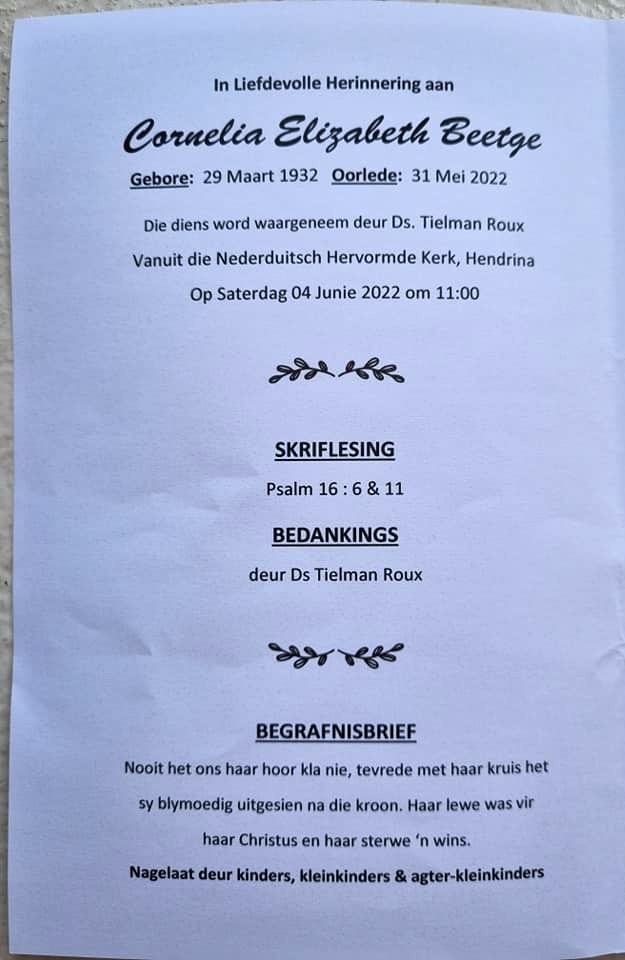 In Liefdevolle Herinnering aan
Cornelia Elizabeth Beetge
Gebore: 29 Maart 1932 Oorlede: 31 Mei 2022
Die diens word waargeneem deur Ds. Tielman Roux
Vanuit die Nederduitsch Hervormde Kerk, Hendrina
Op Saterdag 04 Junie 2022 om 11:00
SKRIFLESING
Psalm 16 : 6 & 11
BEDANKINGS
deur Ds Tielman Roux
BEGRAFNISBRIEF
Nooit het ons haar hoor kla nie, tevrede met haar kruis het
sy blymoedig uitgesien na die kroon. Haar lewe was vir
haar Christus en haar sterwe ‘n wins.
Nagelaat deur kinders, kleinkinders & agter-kleinkinders